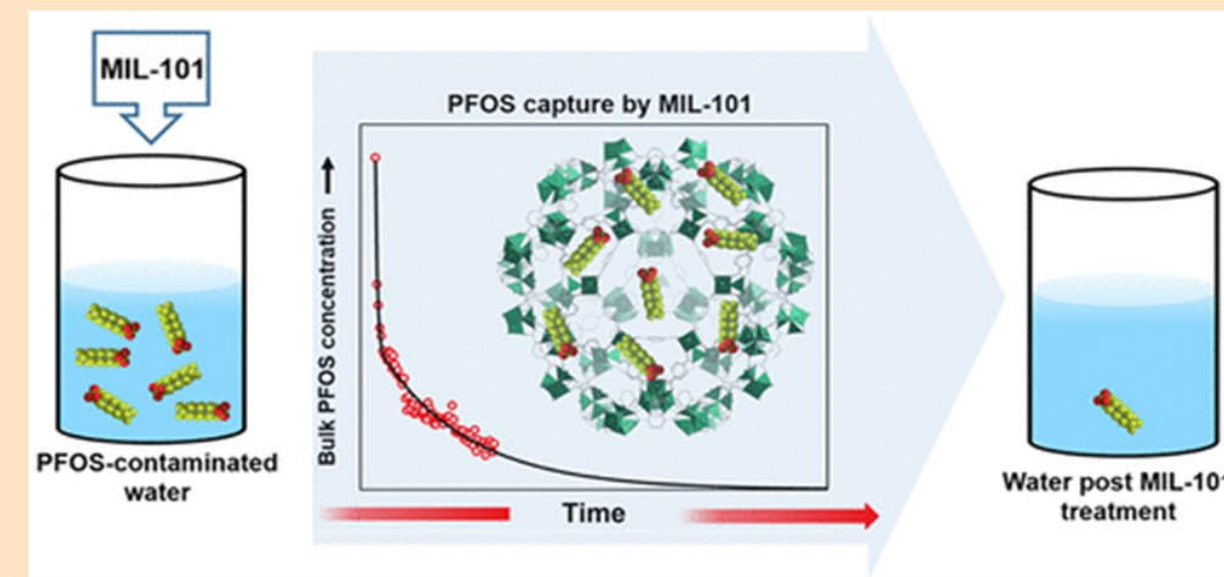 MIL-101
PFOS-contaminated
water
PFOS capture by MIL-101
Bulk PFOS concentration
Time
Water post MIL-101
treatment